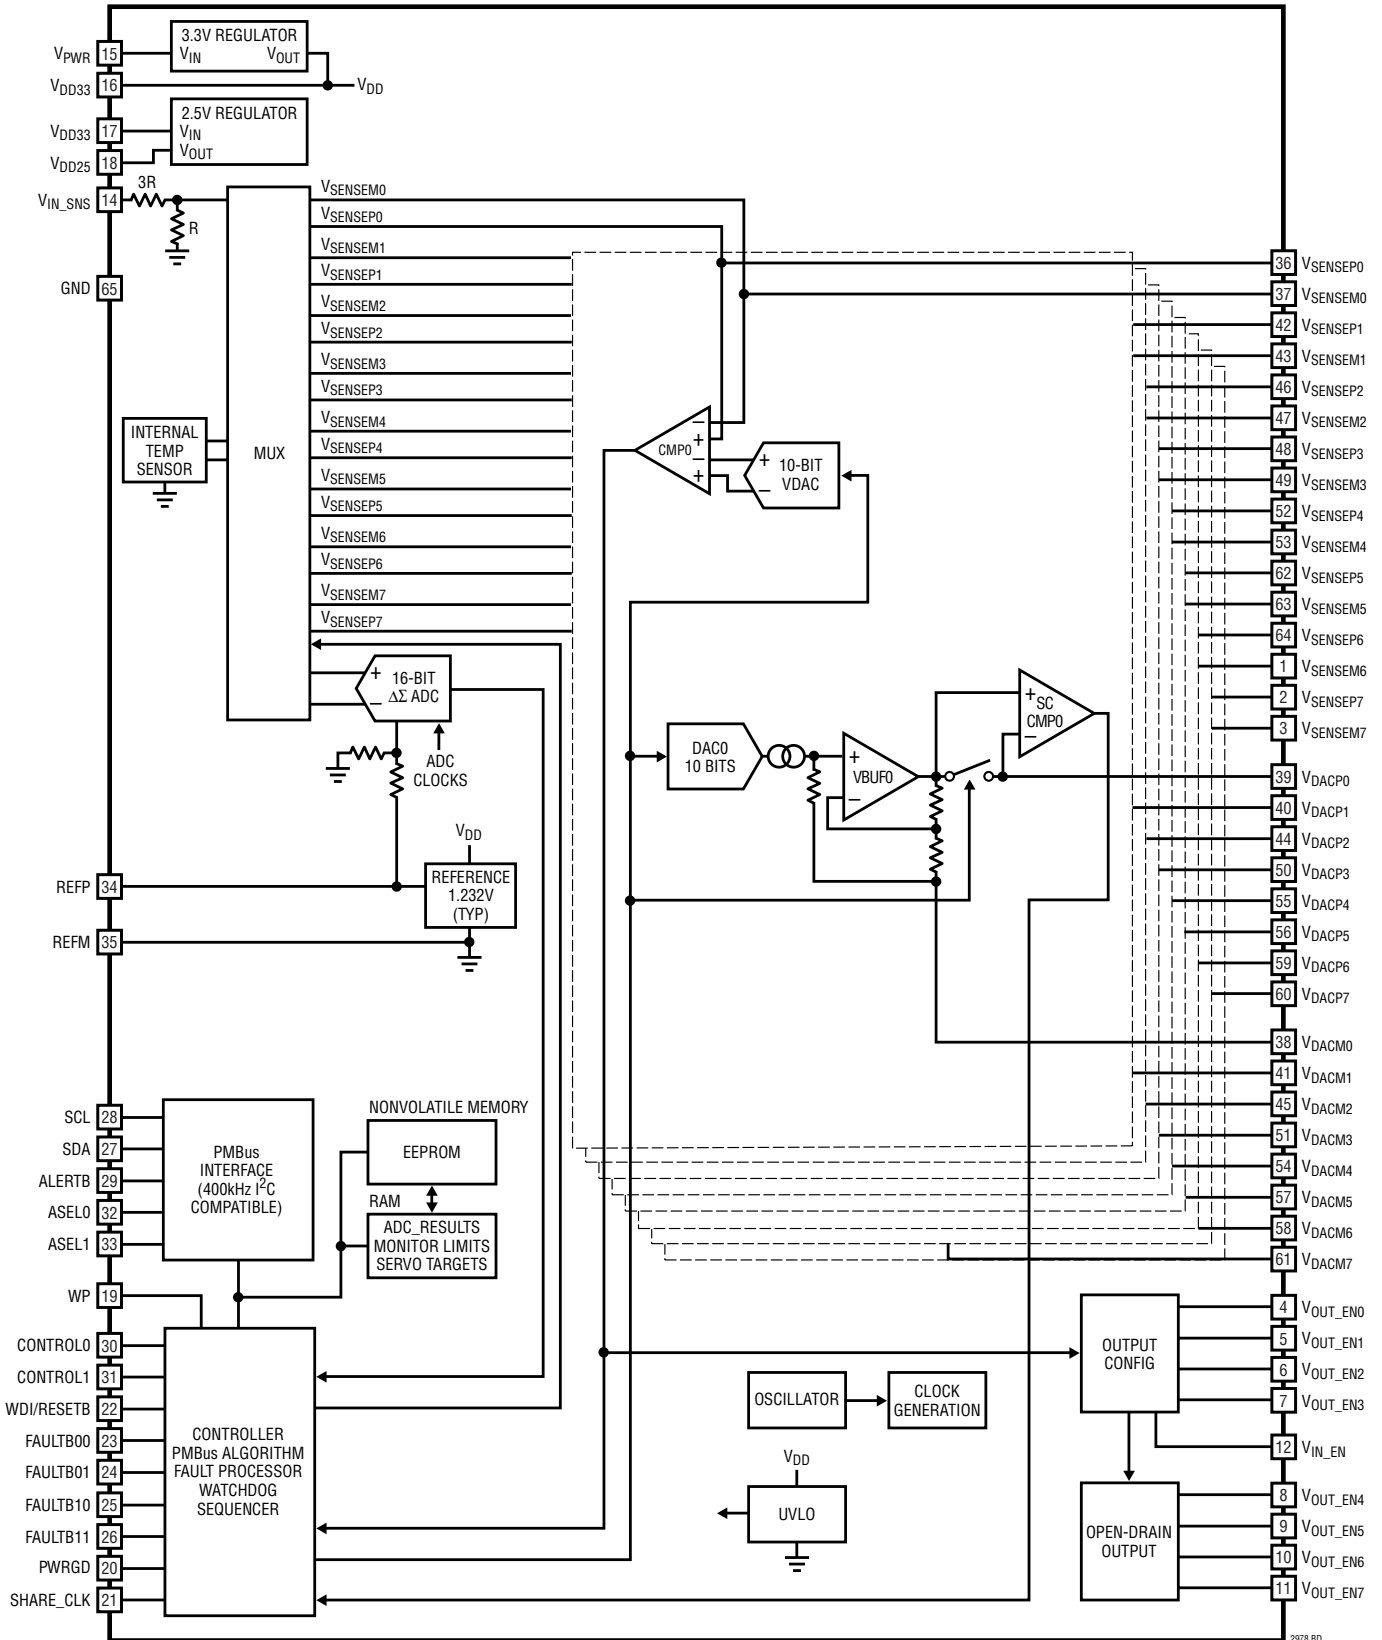 3.3V REGULATOR
VIN VOUT
VPWR 15
VDD33 16
VDD
2.5V REGULATOR
VIN
VOUT
VDD33 17
VDD25 18
VIN_SNS 14
3R
R
GND 65
INTERNAL
TEMP
SENSOR
MUX
VSENSEM0
VSENSEP0
VSENSEM1
VSENSEP1
VSENSEM2
VSENSEP2
VSENSEM3
VSENSEP3
VSENSEM4
VSENSEP4
VSENSEM5
VSENSEP5
VSENSEM6
VSENSEP6
VSENSEM7
VSENSEP7
CMP0
–
+
–
+
+
–
10-BIT
VDAC
+
–
16-BIT
ΔΣ ADC
ADC
CLOCKS
DAC0
10 BITS
+
–
VBUF0
+
–
SC
CMP0
VDD
REFERENCE
1.232V
(TYP)
REFP 34
REFM 35
36 VSENSEP0
37 VSENSEM0
42 VSENSEP1
43 VSENSEM1
46 VSENSEP2
47 VSENSEM2
48 VSENSEP3
49 VSENSEM3
52 VSENSEP4
53 VSENSEM4
62 VSENSEP5
63 VSENSEM5
64 VSENSEP6
1 VSENSEM6
2 VSENSEP7
3 VSENSEM7
39 VDACP0
40 VDACP1
44 VDACP2
50 VDACP3
55 VDACP4
56 VDACP5
59 VDACP6
60 VDACP7
38 VDACM0
41 VDACM1
45 VDACM2
51 VDACM3
54 VDACM4
57 VDACM5
58 VDACM6
61 VDACM7
SCL 28
SDA 27
ALERTB 29
ASEL0 32
ASEL1 33
PMBus
INTERFACE
(400kHz I2C
COMPATIBLE)
NONVOLATILE MEMORY
EEPROM
RAM
ADC_RESULTS
MONITOR LIMITS
SERVO TARGETS
WP 19
CONTROL0 30
CONTROL1 31
WDI/RESETB 22
FAULTB00 23
FAULTB01 24
FAULTB10 25
FAULTB11 26
PWRGD 20
SHARE_CLK 21
CONTROLLER
PMBus ALGORITHM
FAULT PROCESSOR
WATCHDOG
SEQUENCER
OSCILLATOR
CLOCK
GENERATION
VDD
UVLO
OUTPUT
CONFIG
OPEN-DRAIN
OUTPUT
4 VOUT_EN0
5 VOUT_EN1
6 VOUT_EN2
7 VOUT_EN3
12 VIN_EN
8 VOUT_EN4
9 VOUT_EN5
10 VOUT_EN6
11 VOUT_EN7
2978 BD